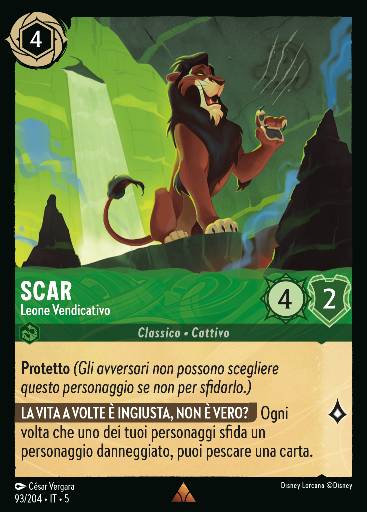 4
SCAR
Leone Vendicativo
4
2
Classico • Cattivo
Protetto (Gli avversari non possono scegliere
questo personaggio se non per sfidarlo.)
LA VITA A VOLTE È INGIUSTA, NON È VERO? Ogni
volta che uno dei tuoi personaggi sfida un
personaggio danneggiato, puoi pescare una carta.
César Vergara
93/204 • IT • 5
Disney Lorcana ©Disney